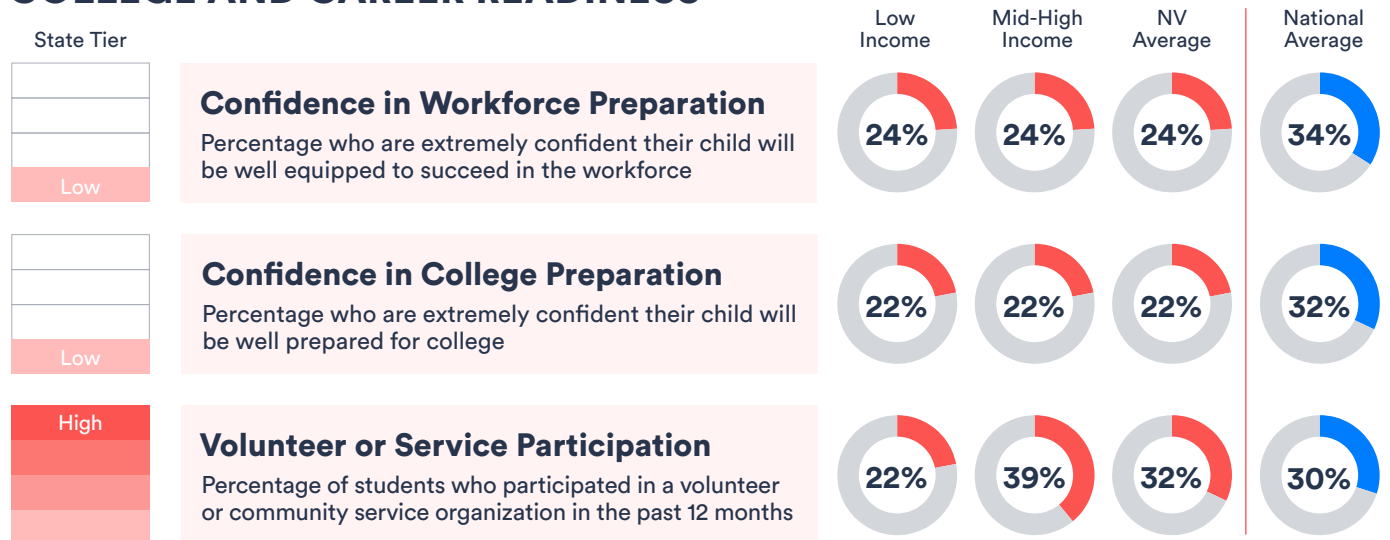 COLLEGE AND CAREER READINESS
State Tier
Low Income
Mid-High Income
NV Average
National Average
Low
Confidence in Workforce Preparation
Percentage who are extremely confident their child will
be well equipped to succeed in the workforce
24%
24%
24%
34%
Low
Confidence in College Preparation
Percentage who are extremely confident their child will
be well prepared for college
22%
22%
22%
32%
High
Volunteer or Service Participation
Percentage of students who participated in a volunteer
or community service organization in the past 12 months
22%
39%
32%
30%